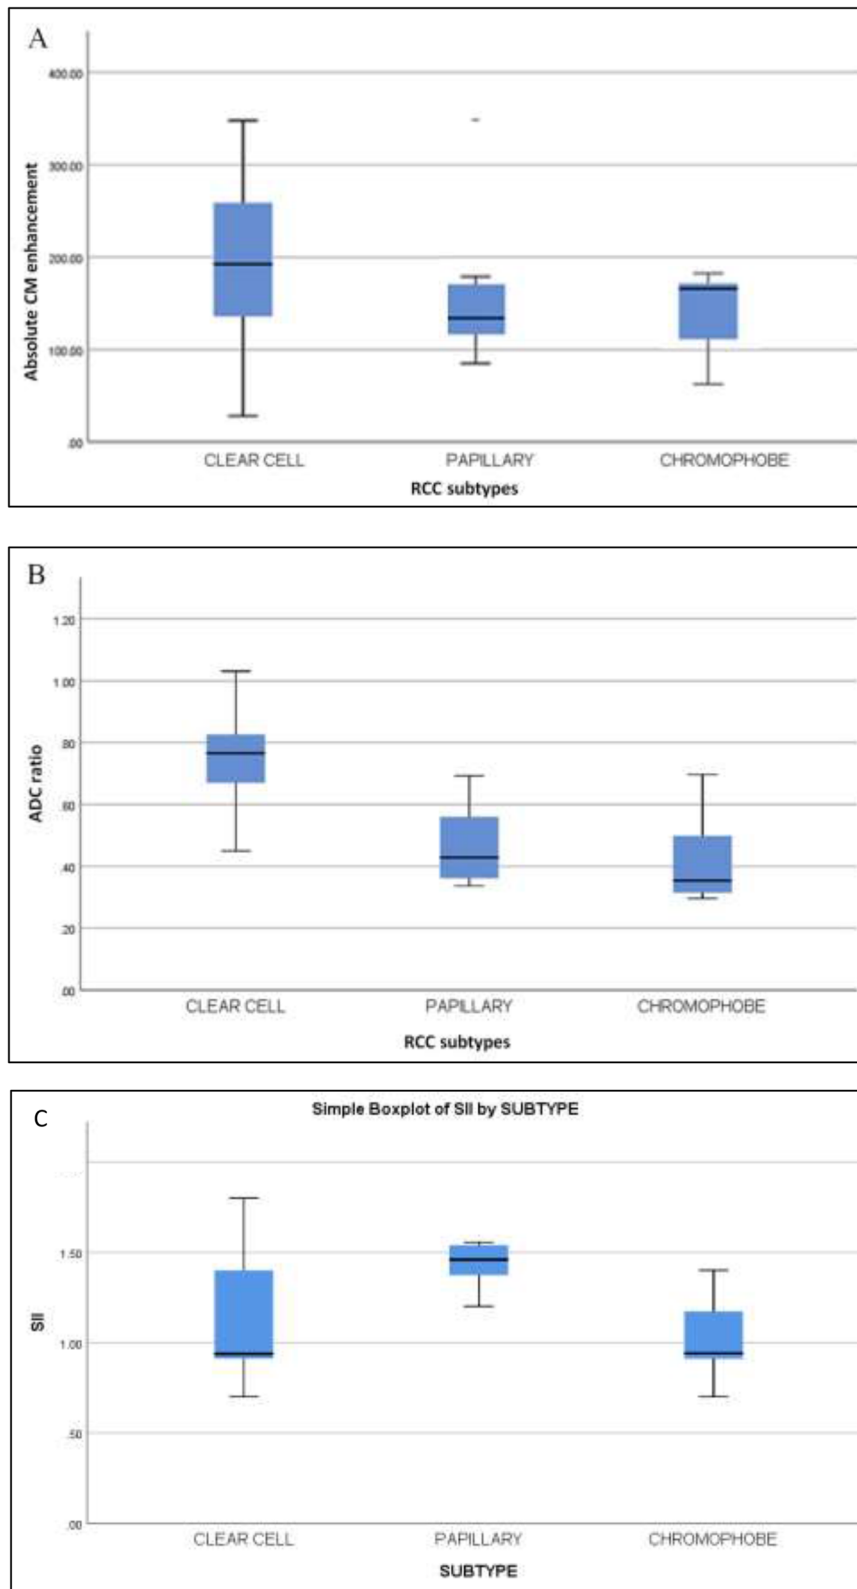 A
400.00
300.00
200.00
100.00
.00
Absolute CM enhancement
CLEAR CELL PAPILLARY CHROMOPHOBE
RCC subtypes
B
1.20
1.00
.80
.60
.40
.20
.00
ADC ratio
CLEAR CELL PAPILLARY CHROMOPHOBE
RCC subtypes
C
Simple Boxplot of SII by SUBTYPE
1.50
1.00
.50
.00
SII
CLEAR CELL PAPILLARY CHROMOPHOBE
SUBTYPE